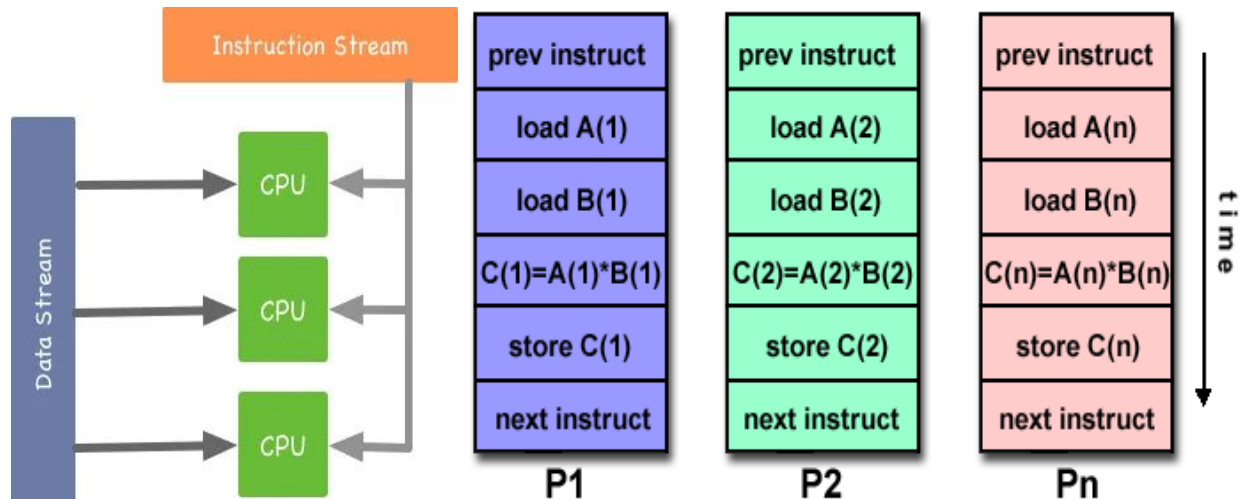 Instruction Stream
Data Stream
CPU
CPU
CPU
prev instruct
load A(1)
load B(1)
C(1)=A(1)*B(1)
store C(1)
next instruct
P1
prev instruct
load A(2)
load B(2)
C(2)=A(2)*B(2)
store C(2)
next instruct
P2
prev instruct
load A(n)
load B(n)
C(n)=A(n)*B(n)
store C(n)
next instruct
Pn
time